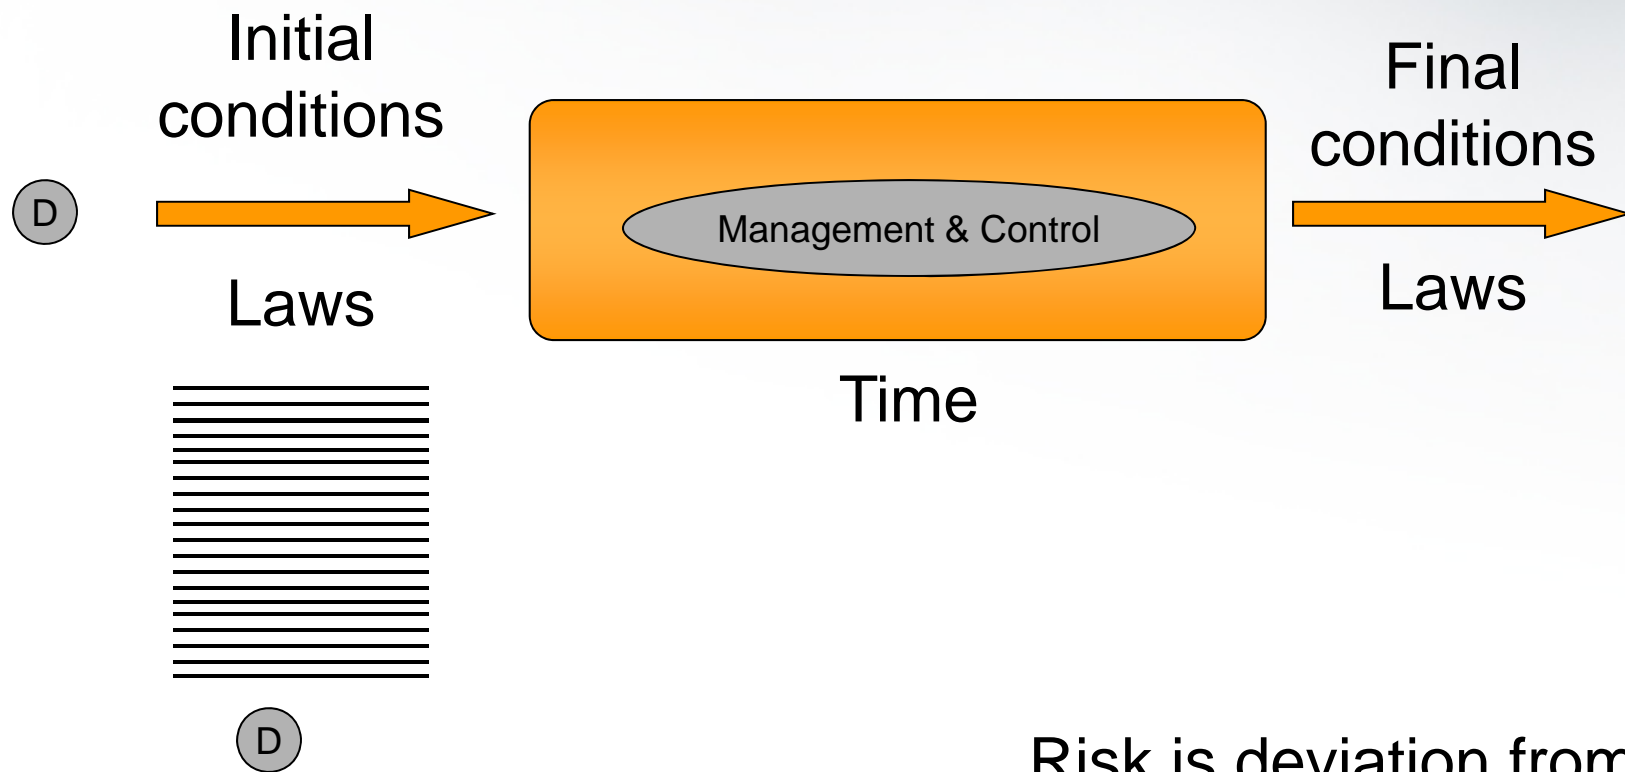 Initial
conditions
Final
conditions
D
Management & Control
Laws
Laws
Time
D
Risk is deviation from